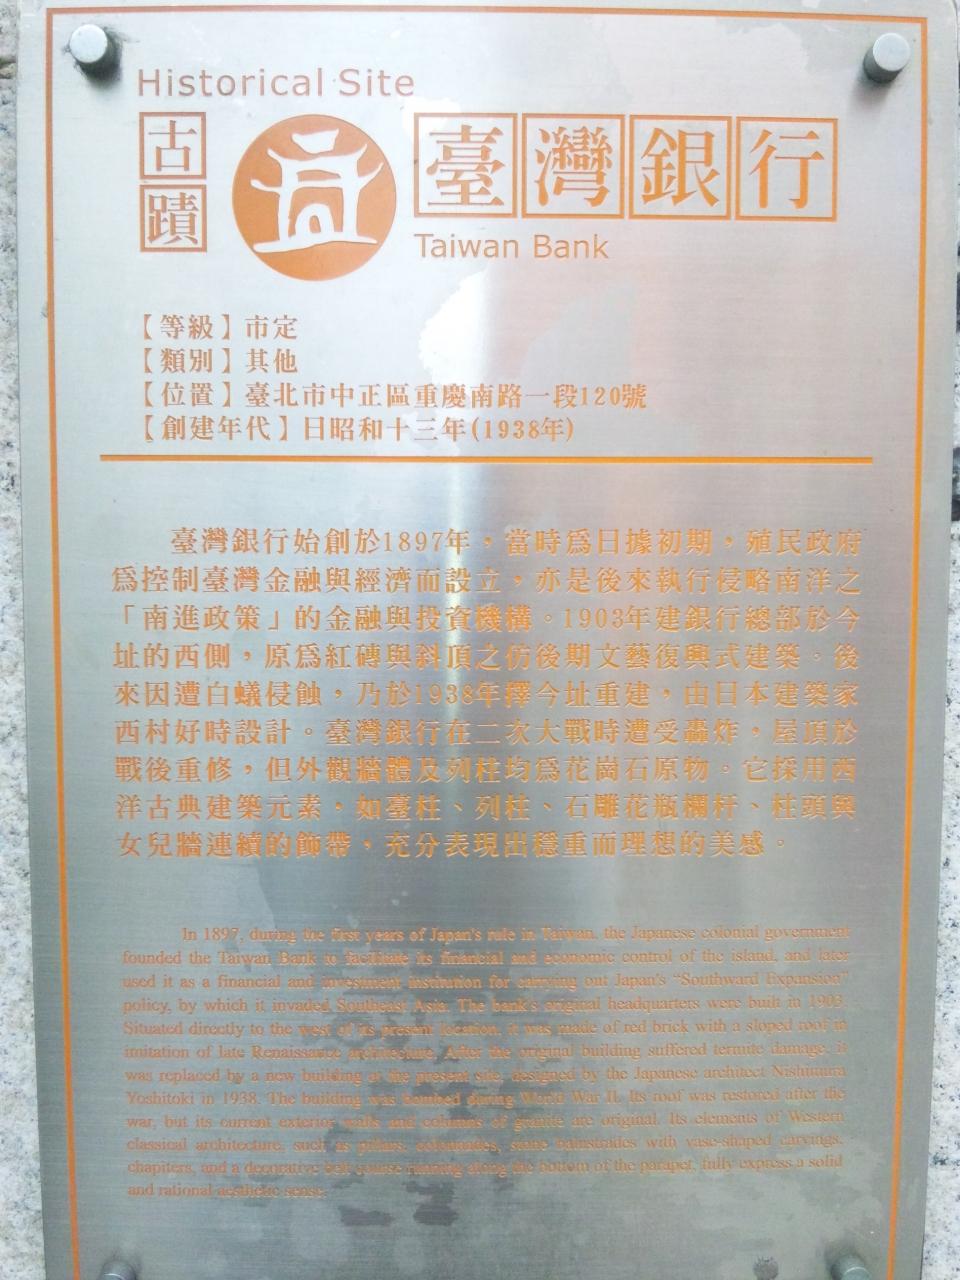 Historical Site
古蹟
臺灣銀行
Taiwan Bank
【等級】市定
【類別】其他
【位置】臺北市中正區重慶南路一段120號
【創建年代】日昭和十三年(1938年)
臺灣銀行始創於1897年，當時爲日據初期，殖民政府
爲控制臺灣金融與經濟而設立，亦是後來執行侵略南洋之
「南進政策」的金融與投資機構。1903年建銀行總部於今
址的西側，原爲紅磚與斜頂之仿後期文藝復興式建築。後
來因遭白蟻侵蝕，乃於1938年擇今址重建，由日本建築家
西村好時設計。臺灣銀行在二次大戰時遭受轟炸，屋頂於
戰後重修，但外觀牆體及列柱均爲花崗石原物。它採用西
洋古典建築元素，如臺柱、列柱、石雕花瓶欄杆、柱頭與
女兒牆連續的飾帶，充分表現出穩重而理想的美感。
In 1897, during the first years of Japan's rule in Taiwan, the Japanese colonial government
founded the Taiwan Bank to facilitate its financial and economic control of the island, and later
used it as a financial and investment institution for carrying out Japan's "Southward Expansion"
policy, by which it invaded Southeast Asia. The bank's original headquarters were built in 1903.
Situated directly to the west of its present location, it was made of red brick with a sloped roof in
imitation of late Renaissance architecture. After the original building suffered termite damage, it
was replaced by a new building at the present site, designed by the Japanese architect Nishimura
Yoshitoki in 1938. The building was bombed during World War II. Its roof was restored after the
war, but its current exterior walls and columns of granite are original. Its elements of Western
classical architecture, such as pillars, colonnades, stone balustrades with vase-shaped carvings,
chapiters, and a decorative belt course running along the bottom of the parapet, fully express a solid
and rational aesthetic sense.